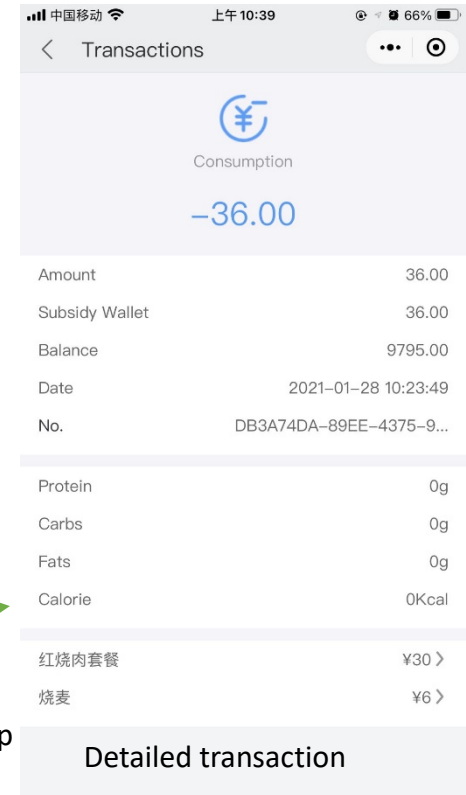 中国移动 上午10:39 66%
Transactions
Consumption
-36.00
Amount 36.00
Subsidy Wallet 36.00
Balance 9795.00
Date 2021-01-28 10:23:49
No. DB3A74DA-89EE-4375-9...
Protein 0g
Carbs 0g
Fats 0g
Calorie 0Kcal
红烧肉套餐 ¥30
烧麦 ¥6
p
Detailed transaction